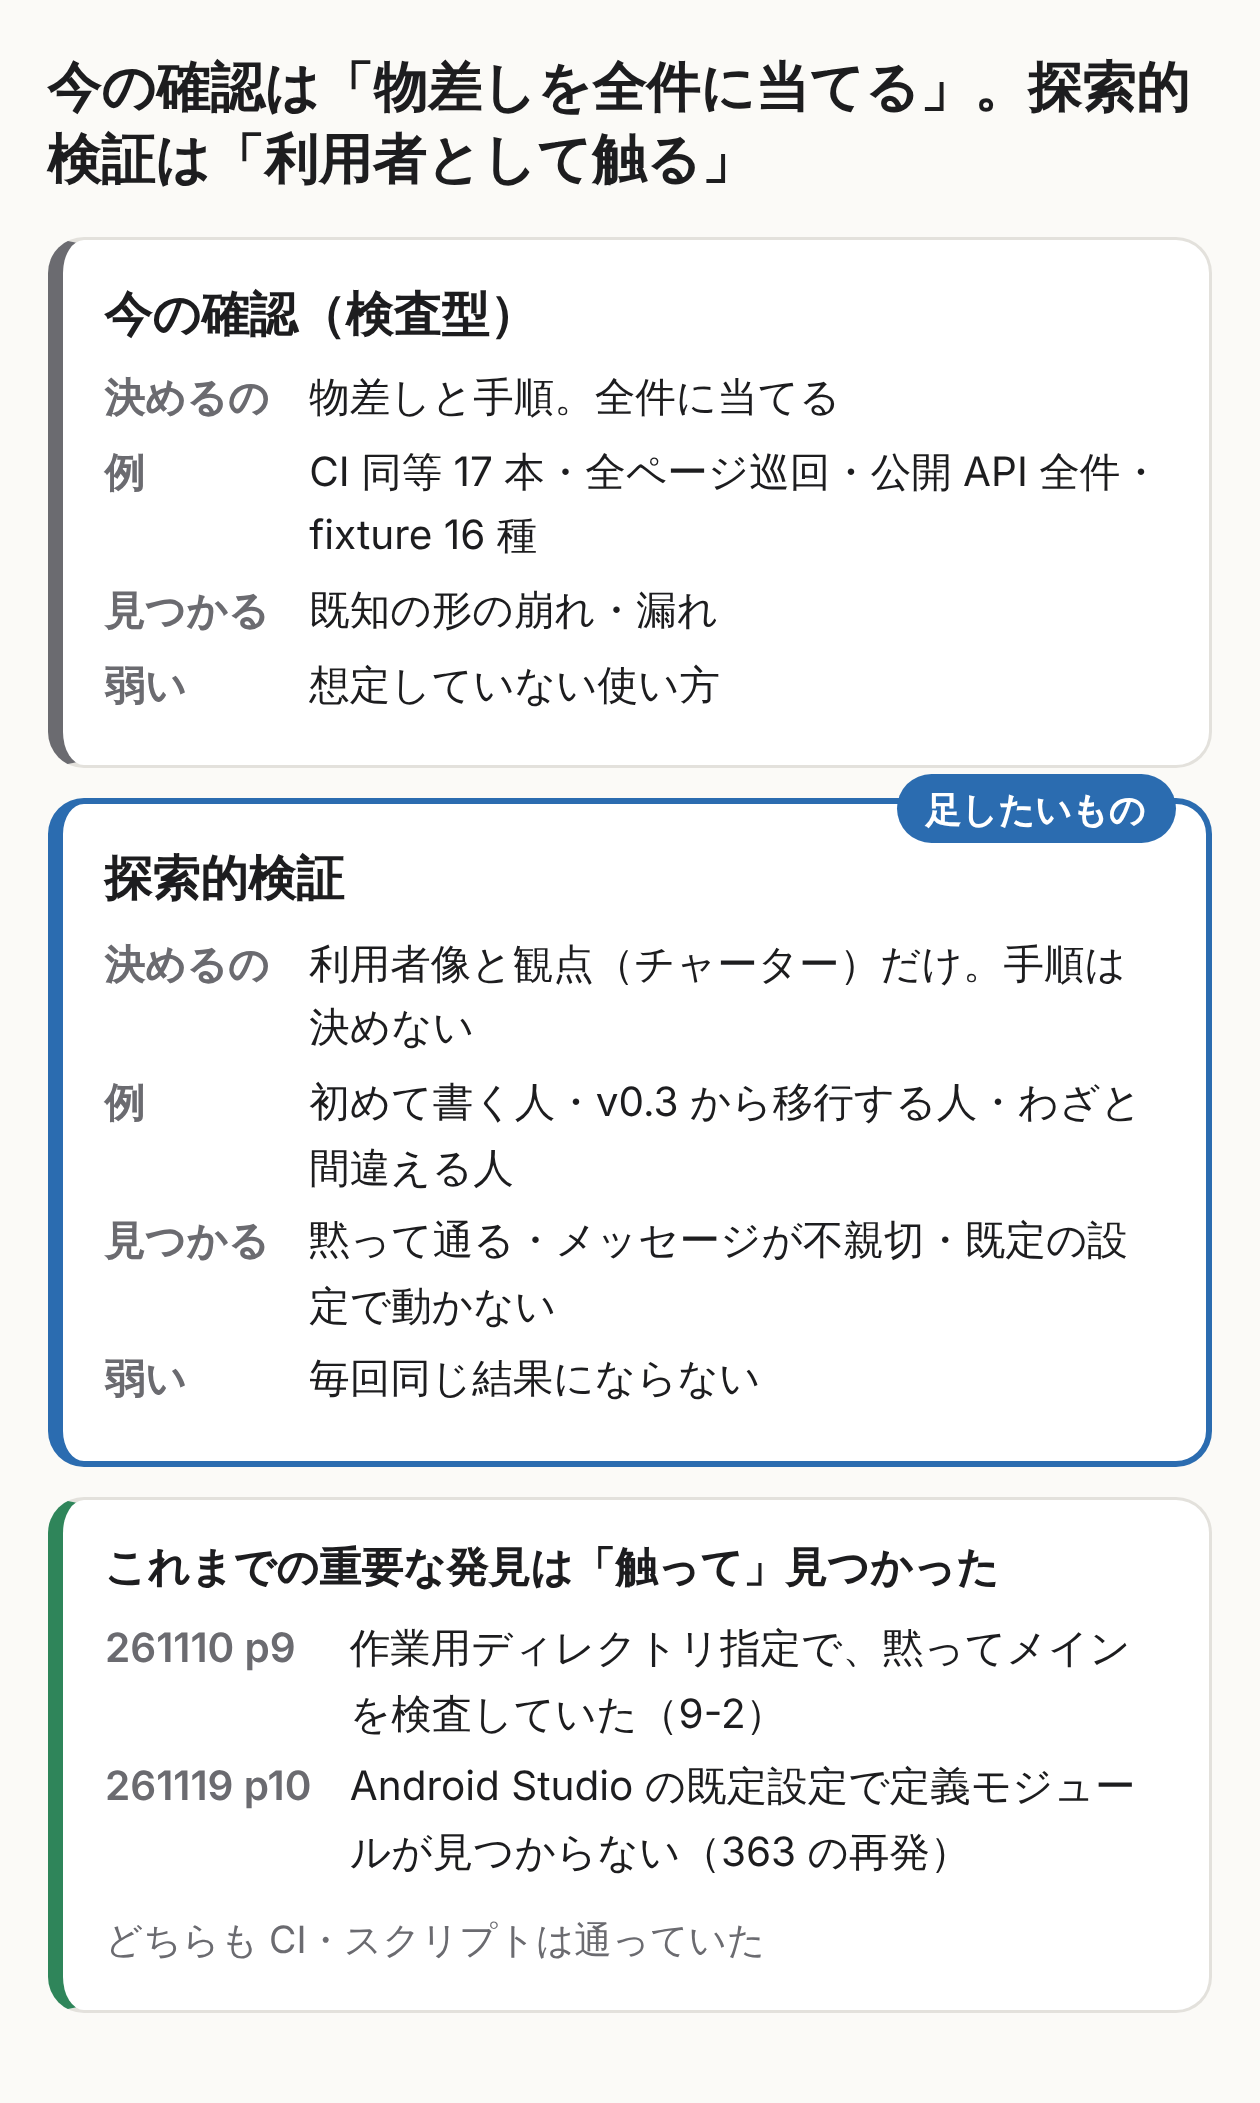 今の確認は「物差しを全件に当てる」。探索的
検証は「利用者として触る」
今の確認（検査型）
決めるの 物差しと手順。全件に当てる
例 CI 同等 17 本・全ページ巡回・公開 API 全件・
fixture 16 種
見つかる 既知の形の崩れ・漏れ
弱い 想定していない使い方
足したいもの
探索的検証
決めるの 利用者像と観点（チャーター）だけ。手順は
決めない
例 初めて書く人・v0.3 から移行する人・わざと
間違える人
見つかる 黙って通る・メッセージが不親切・既定の設
定で動かない
弱い 毎回同じ結果にならない
これまでの重要な発見は「触って」見つかった
261110 p9 作業用ディレクトリ指定で、黙ってメイン
を検査していた（9-2）
261119 p10 Android Studio の既定設定で定義モジュー
ルが見つからない（363 の再発）
どちらも CI・スクリプトは通っていた